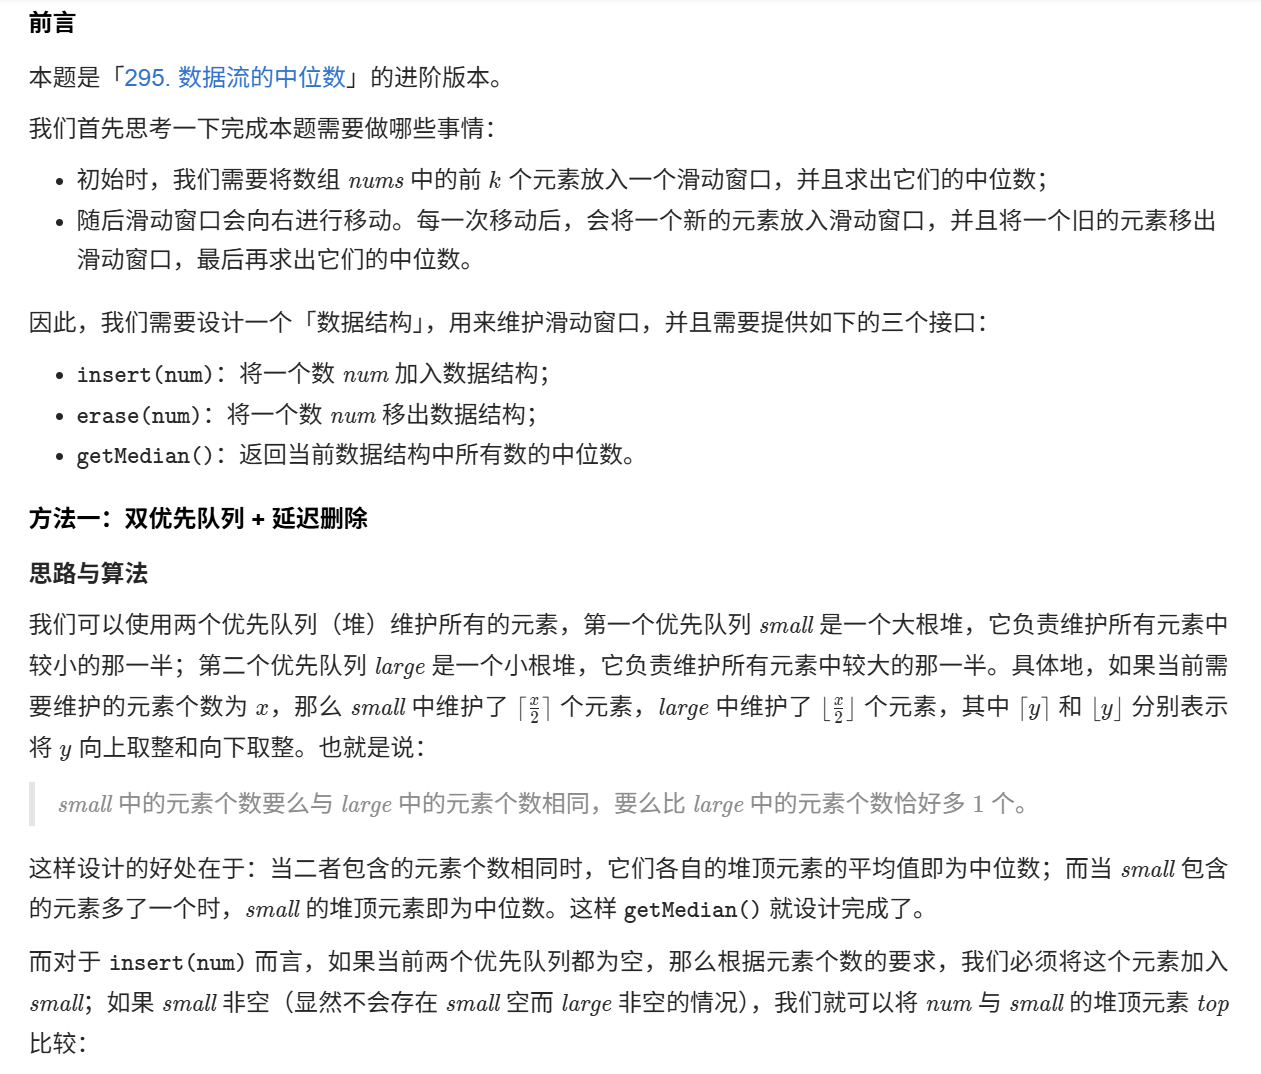 前言
本题是「295. 数据流的中位数」的进阶版本。
我们首先思考一下完成本题需要做哪些事情：
• 初始时，我们需要将数组 nums 中的前 k 个元素放入一个滑动窗口，并且求出它们的中位数；
• 随后滑动窗口会向右进行移动。每一次移动后，会将一个新的元素放入滑动窗口，并且将一个旧的元素移出
滑动窗口，最后再求出它们的中位数。
因此，我们需要设计一个「数据结构」，用来维护滑动窗口，并且需要提供如下的三个接口：
• insert(num)：将一个数 num 加入数据结构；
• erase(num)：将一个数 num 移出数据结构；
• getMedian()：返回当前数据结构中所有数的中位数。
方法一：双优先队列 + 延迟删除
思路与算法
我们可以使用两个优先队列（堆）维护所有的元素，第一个优先队列 small 是一个大根堆，它负责维护所有元素中
较小的那一半；第二个优先队列 large 是一个小根堆，它负责维护所有元素中较大的那一半。具体地，如果当前需
要维护的元素个数为 x，那么 small 中维护了 ⌈x/2⌉ 个元素，large 中维护了 ⌊x/2⌋ 个元素，其中 ⌈y⌉ 和 ⌊y⌋ 分别表示
将 y 向上取整和向下取整。也就是说：
small 中的元素个数要么与 large 中的元素个数相同，要么比 large 中的元素个数恰好多 1 个。
这样设计的好处在于：当二者包含的元素个数相同时，它们各自的堆顶元素的平均值即为中位数；而当 small 包含
的元素多了一个时，small 的堆顶元素即为中位数。这样 getMedian() 就设计完成了。
而对于 insert(num) 而言，如果当前两个优先队列都为空，那么根据元素个数的要求，我们必须将这个元素加入
small；如果 small 非空（显然不会存在 small 空而 large 非空的情况），我们就可以将 num 与 small 的堆顶元素 top
比较：